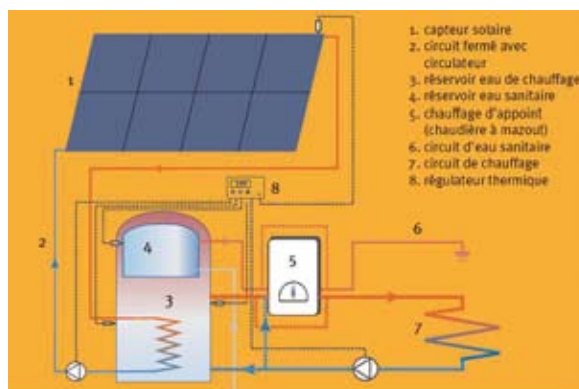 1. capteur solaire
2. circuit fermé avec
circulateur
3. réservoir eau de chauffage
4. réservoir eau sanitaire
5. chauffage d'appoint
(chaudière à mazout)
6. circuit d'eau sanitaire
7. circuit de chauffage
8. régulateur thermique
1
8
2
4
6
5
3
7